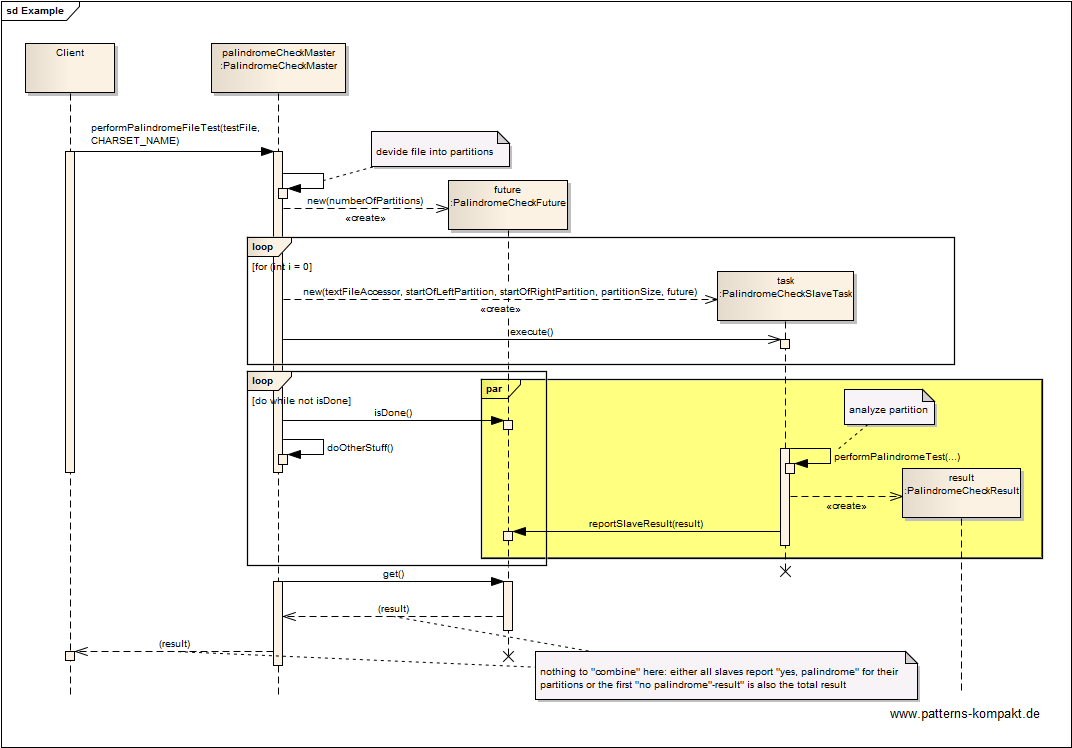 sd Example
Client
palindromeCheckMaster
:PalindromeCheckMaster
performPalindromeFileTest(testFile,
CHARSET_NAME)
devide file into partitions
future
:PalindromeCheckFuture
new(numberOfPartitions)
«create»
loop
[for (int i = 0]
task
:PalindromeCheckSlaveTask
new(textFileAccessor, startOfLeftPartition, startOfRightPartition, partitionSize, future)
«create»
execute()
loop
[do while not isDone]
par
isDone()
analyze partition
doOtherStuff()
performPalindromeTest(...)
result
:PalindromeCheckResult
«create»
reportSlaveResult(result)
get()
(result)
(result)
nothing to "combine" here: either all slaves report "yes, palindrome" for their
partitions or the first "no palindrome"-result" is also the total result
www.patterns-kompakt.de